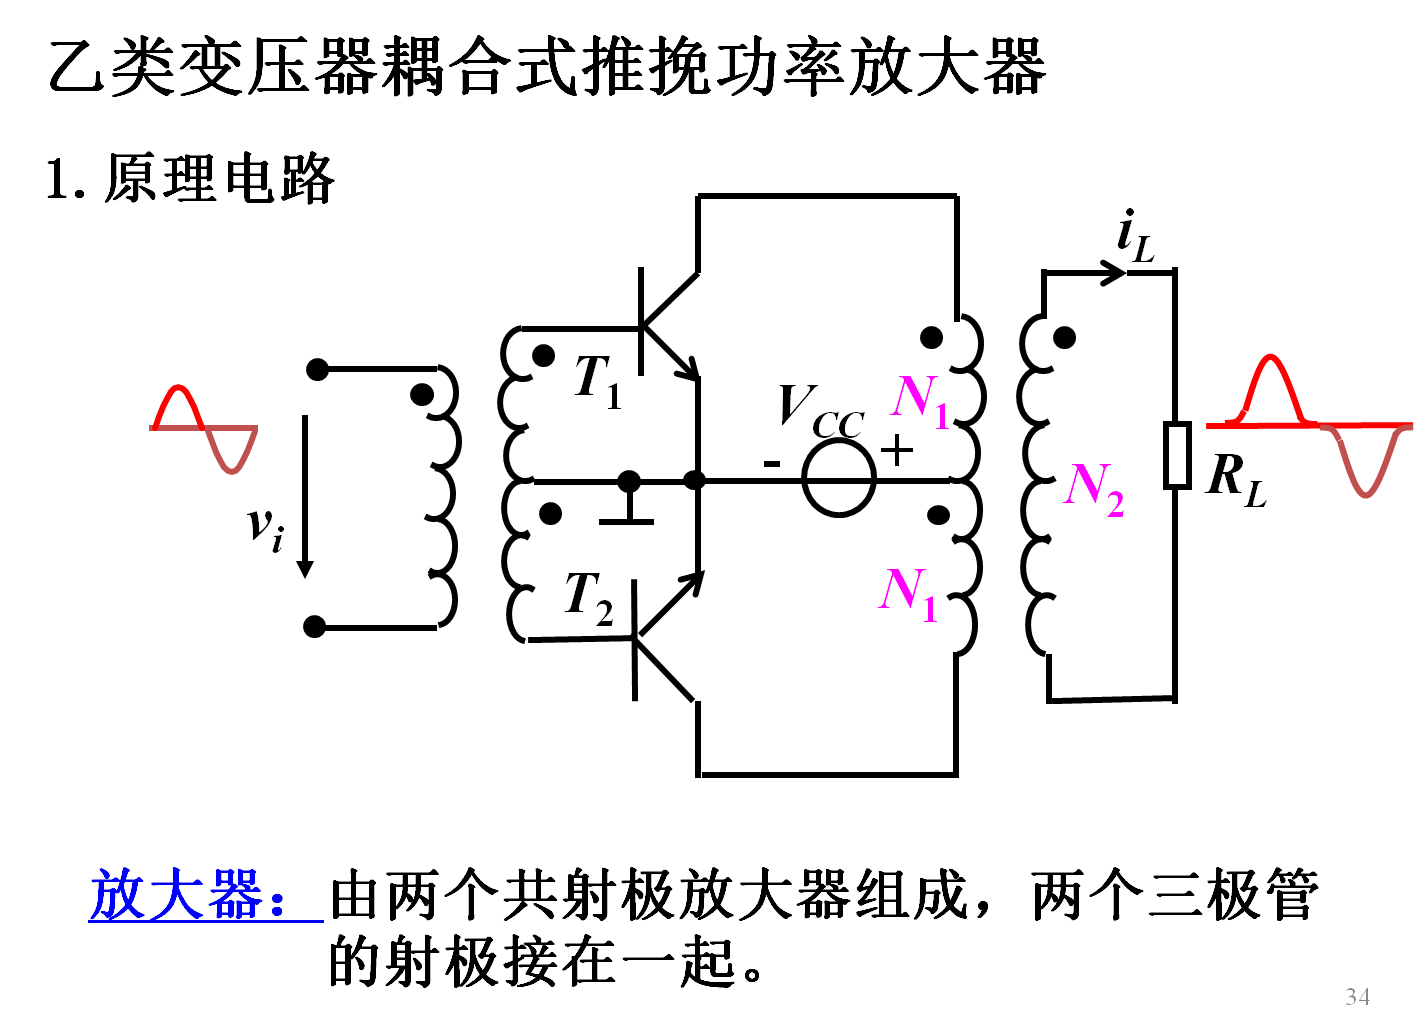 乙类变压器耦合式推挽功率放大器
1. 原理电路
iL
T1
VCC
N1
- +
N2
RL
vi
T2
N1
放大器：由两个共射极放大器组成，两个三极管
的射极接在一起。
34